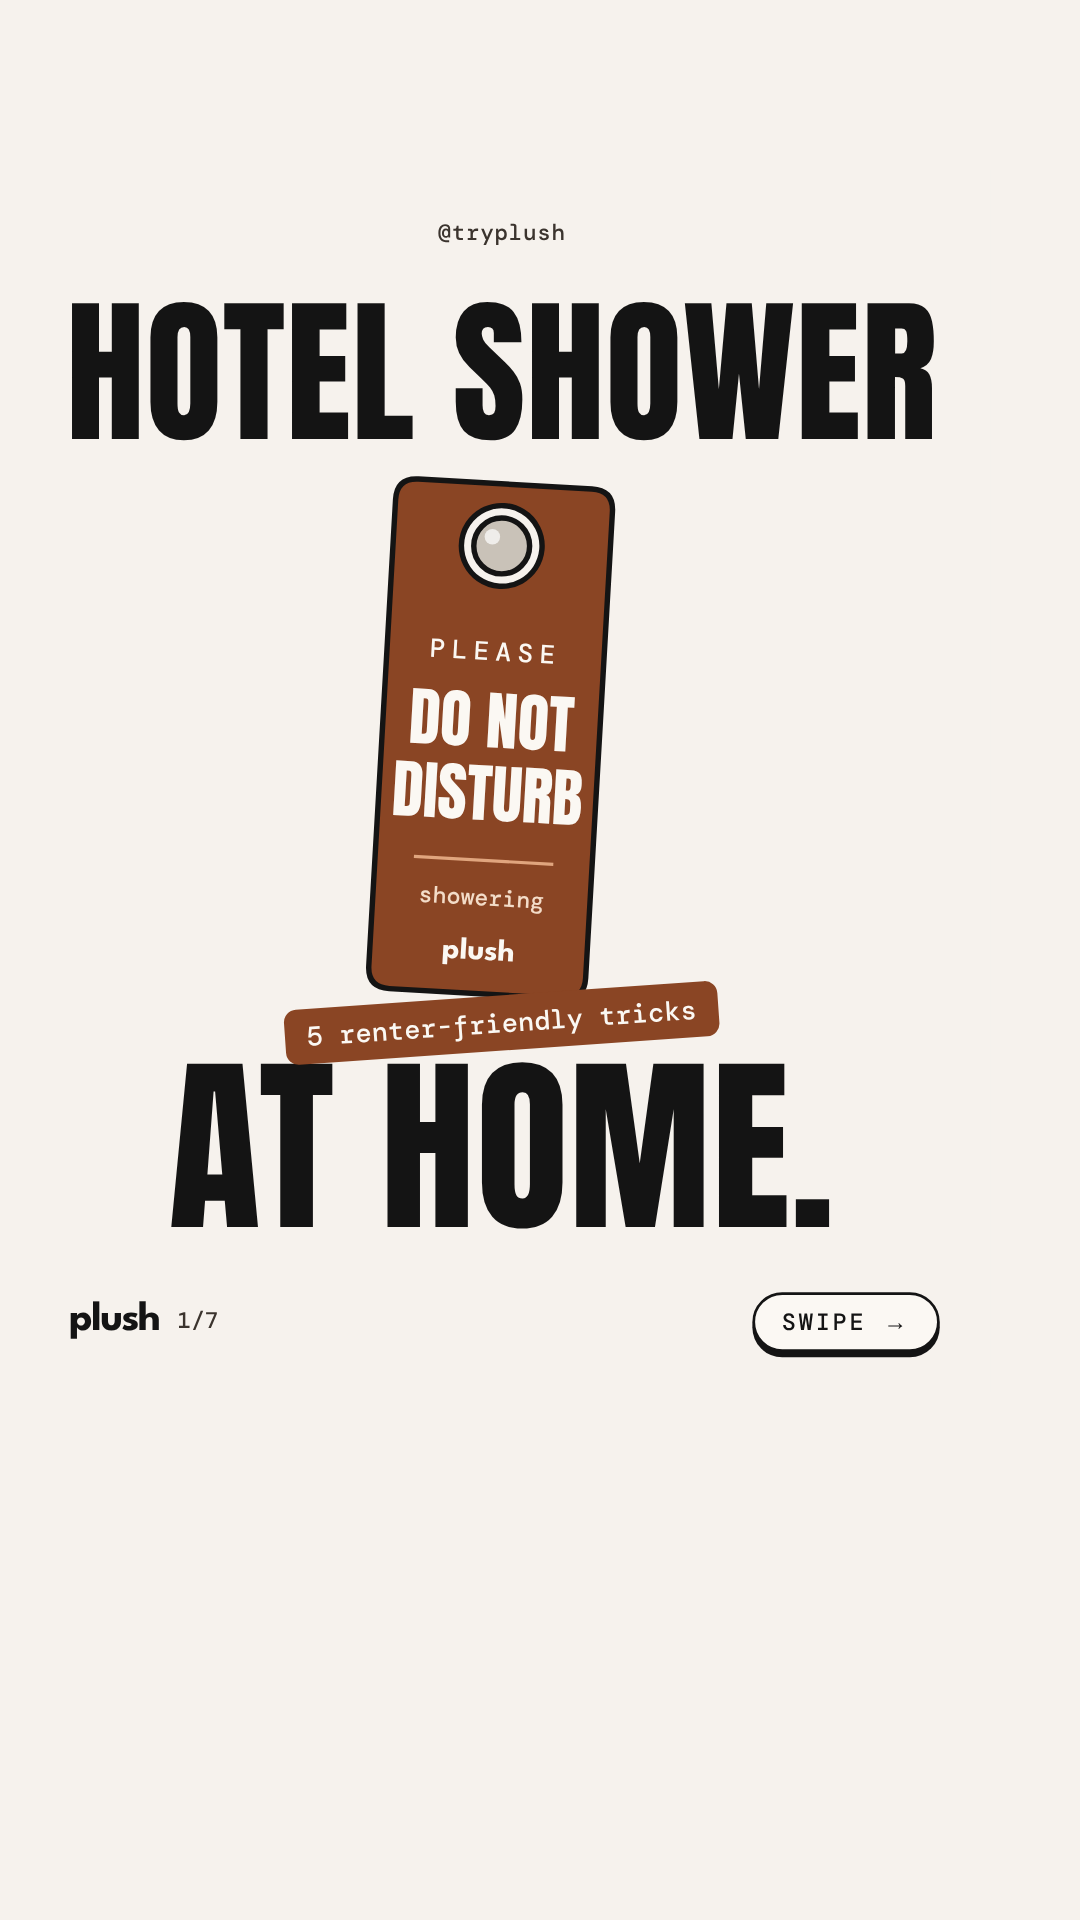 @tryplush
HOTEL SHOWER
PLEASE
DO NOT
DISTURB
showering
plush
5 renter-friendly tricks
AT HOME.
plush 1/7
SWIPE →